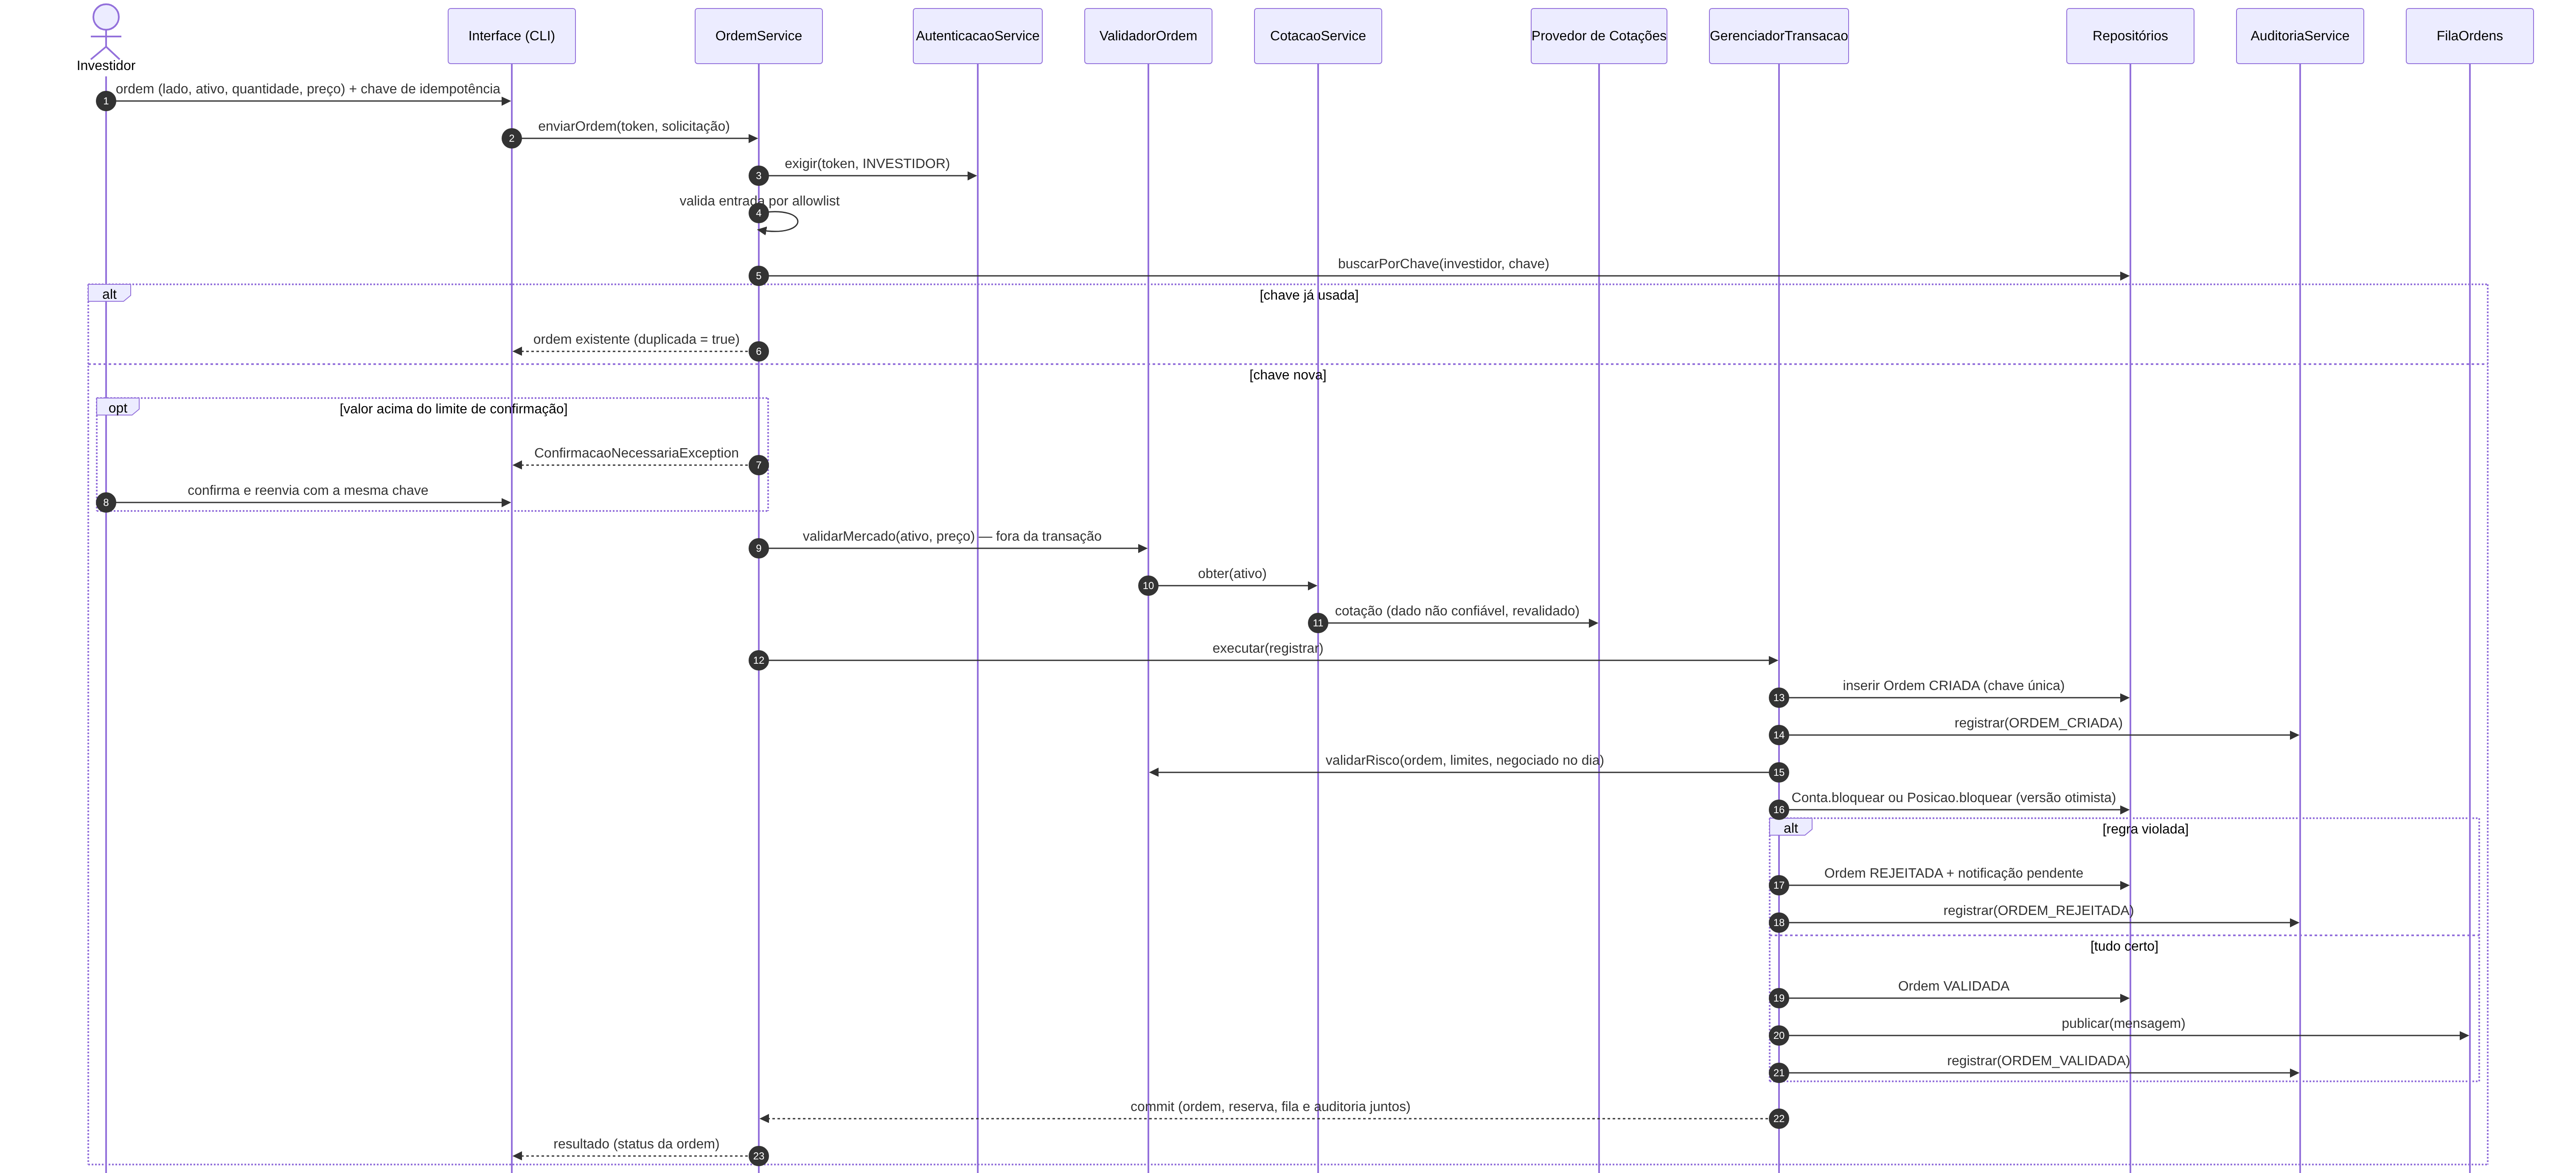 Investidor
Interface (CLI)
OrdemService
AutenticacaoService
ValidadorOrdem
CotacaoService
Provedor de Cotações
GerenciadorTransacao
Repositórios
AuditoriaService
FilaOrdens
1 ordem (lado, ativo, quantidade, preço) + chave de idempotência
2 enviarOrdem(token, solicitação)
3 exigir(token, INVESTIDOR)
4 valida entrada por allowlist
5 buscarPorChave(investidor, chave)
alt [chave já usada]
6 ordem existente (duplicada = true)
[chave nova]
opt [valor acima do limite de confirmação]
7 ConfirmacaoNecessariaException
8 confirma e reenvia com a mesma chave
9 validarMercado(ativo, preço) — fora da transação
10 obter(ativo)
11 cotação (dado não confiável, revalidado)
12 executar(registrar)
13 inserir Ordem CRIADA (chave única)
14 registrar(ORDEM_CRIADA)
15 validarRisco(ordem, limites, negociado no dia)
16 Conta.bloquear ou Posicao.bloquear (versão otimista)
alt [regra violada]
17 Ordem REJEITADA + notificação pendente
18 registrar(ORDEM_REJEITADA)
[tudo certo]
19 Ordem VALIDADA
20 publicar(mensagem)
21 registrar(ORDEM_VALIDADA)
22 commit (ordem, reserva, fila e auditoria juntos)
23 resultado (status da ordem)